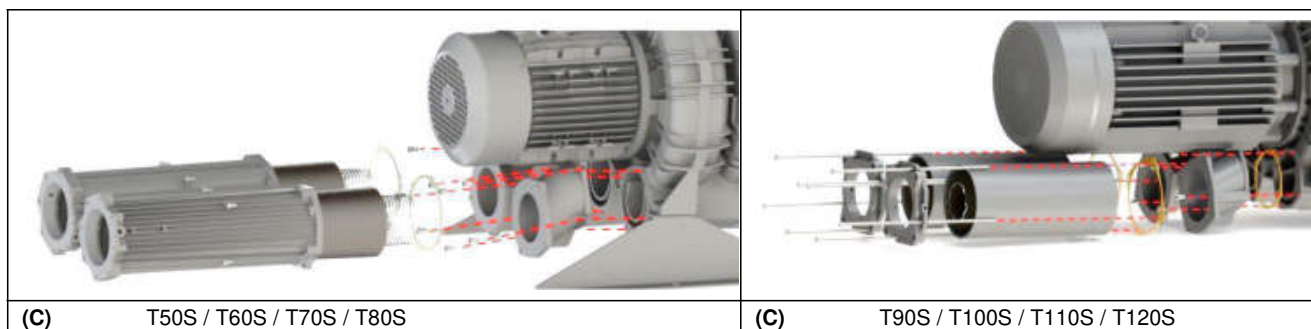 (C) T50S / T60S / T70S / T80S
(C) T90S / T100S / T110S / T120S